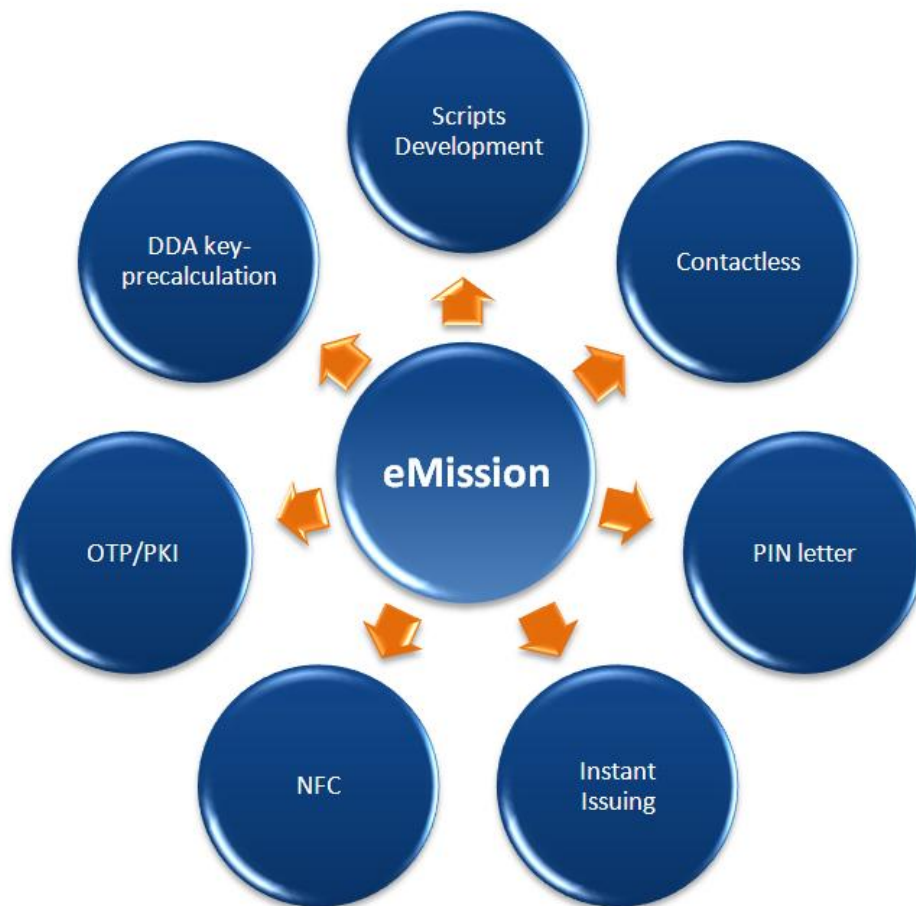 Scripts
Development
DDA key-
precalculation
Contactless
eMission
OTP/PKI
PIN letter
NFC
Instant
Issuing